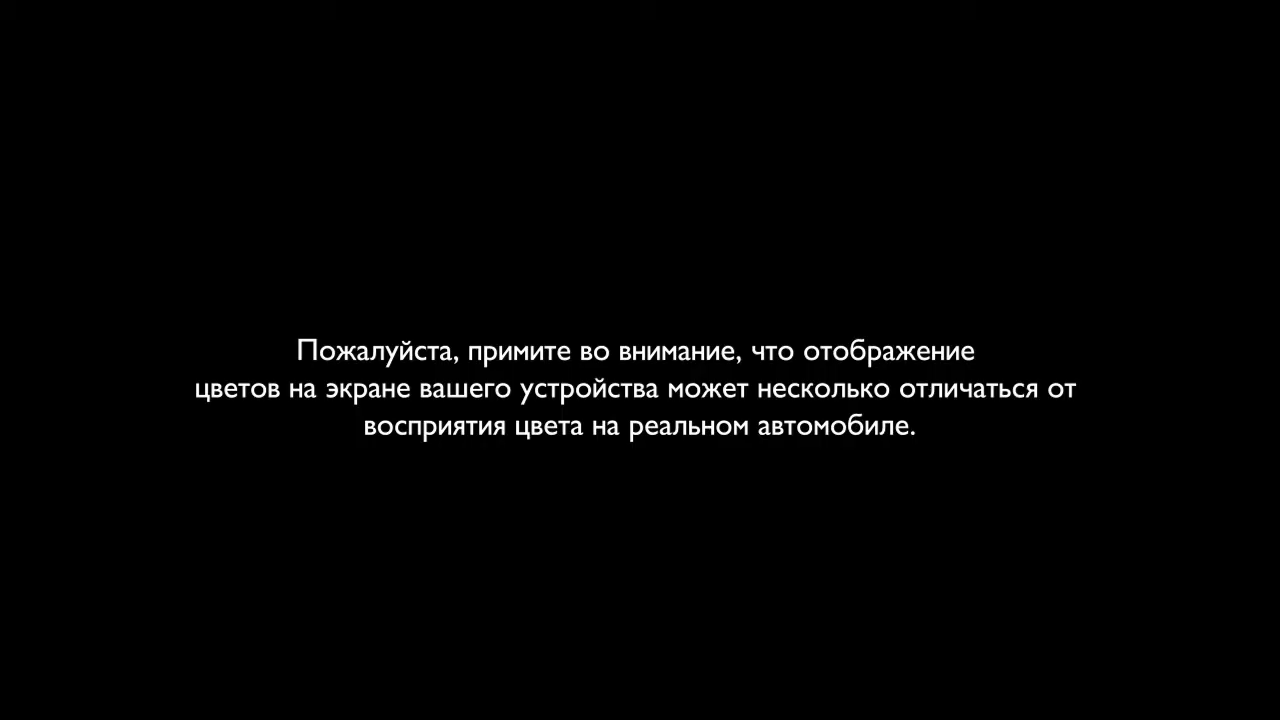 Пожалуйста, примите во внимание, что отображение
цветов на экране вашего устройства может несколько отличаться от
восприятия цвета на реальном автомобиле.